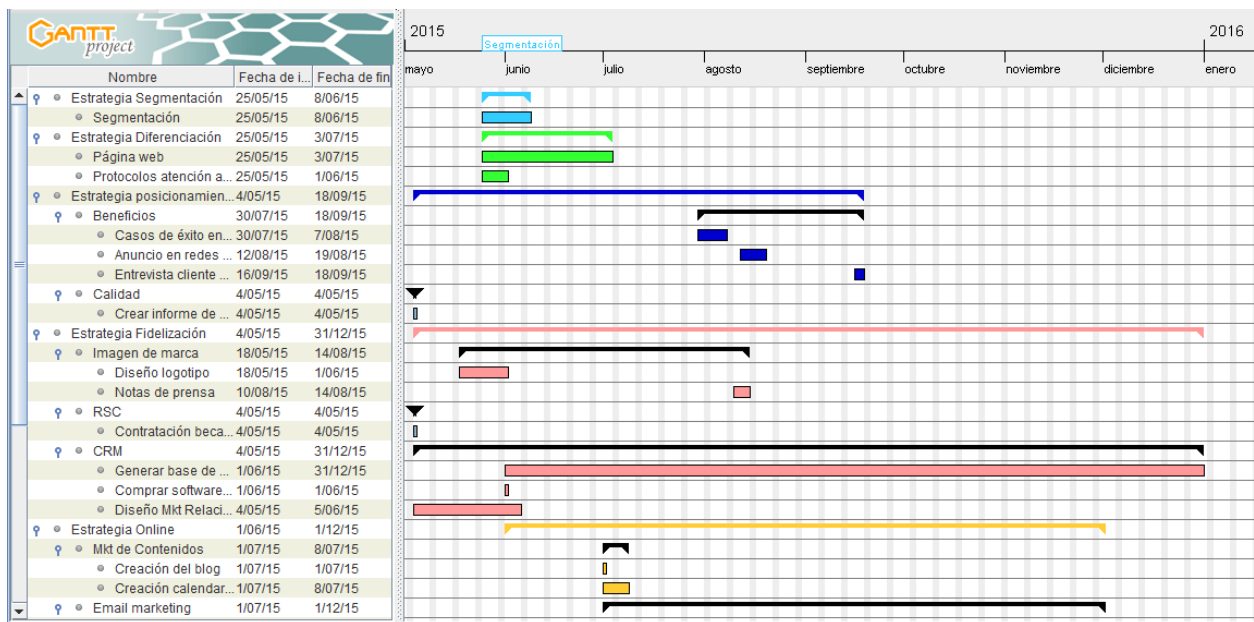 GANTT
project
2015 2016
Segmentación
Nombre Fecha de i... Fecha de fin mayo junio julio agosto septiembre octubre noviembre diciembre enero
Estrategia Segmentación 25/05/15 8/06/15
Segmentación 25/05/15 8/06/15
Estrategia Diferenciación 25/05/15 3/07/15
Página web 25/05/15 3/07/15
Protocolos atención a... 25/05/15 1/06/15
Estrategia posicionamien... 4/05/15 18/09/15
Beneficios 30/07/15 18/09/15
Casos de éxito en... 30/07/15 7/08/15
Anuncio en redes ... 12/08/15 19/08/15
Entrevista cliente ... 16/09/15 18/09/15
Calidad 4/05/15 4/05/15
Crear informe de ... 4/05/15 4/05/15
Estrategia Fidelización 4/05/15 31/12/15
Imagen de marca 18/05/15 14/08/15
Diseño logotipo 18/05/15 1/06/15
Notas de prensa 10/08/15 14/08/15
RSC 4/05/15 4/05/15
Contratación beca... 4/05/15 4/05/15
CRM 4/05/15 31/12/15
Generar base de ... 1/06/15 31/12/15
Comprar software... 1/06/15 1/06/15
Diseño Mkt Relaci... 4/05/15 5/06/15
Estrategia Online 1/06/15 1/12/15
Mkt de Contenidos 1/07/15 8/07/15
Creación del blog 1/07/15 1/07/15
Creación calendar... 1/07/15 8/07/15
Email marketing 1/07/15 1/12/15